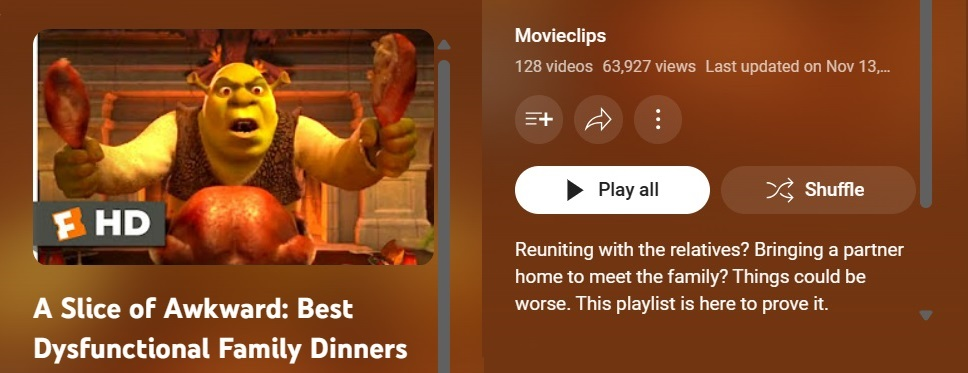 F HD
A Slice of Awkward: Best
Dysfunctional Family Dinners
Movieclips
128 videos 63,927 views Last updated on Nov 13,...
Play all
Shuffle
Reuniting with the relatives? Bringing a partner
home to meet the family? Things could be
worse. This playlist is here to prove it.